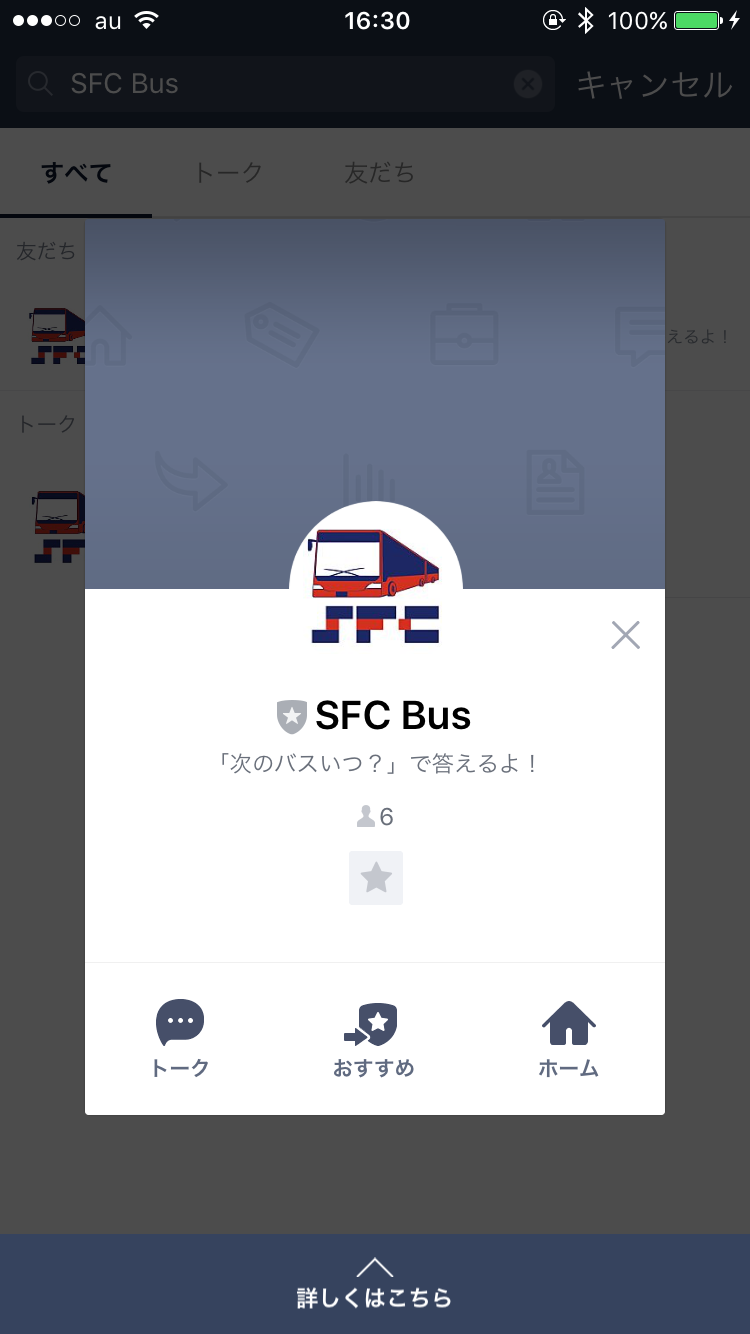 au 16:30 100%
SFC Bus キャンセル
すべて トーク 友だち
友だち
えるよ！
トーク
SFC
SFC Bus
「次のバスいつ？」で答えるよ！
6
トーク おすすめ ホーム
詳しくはこちら